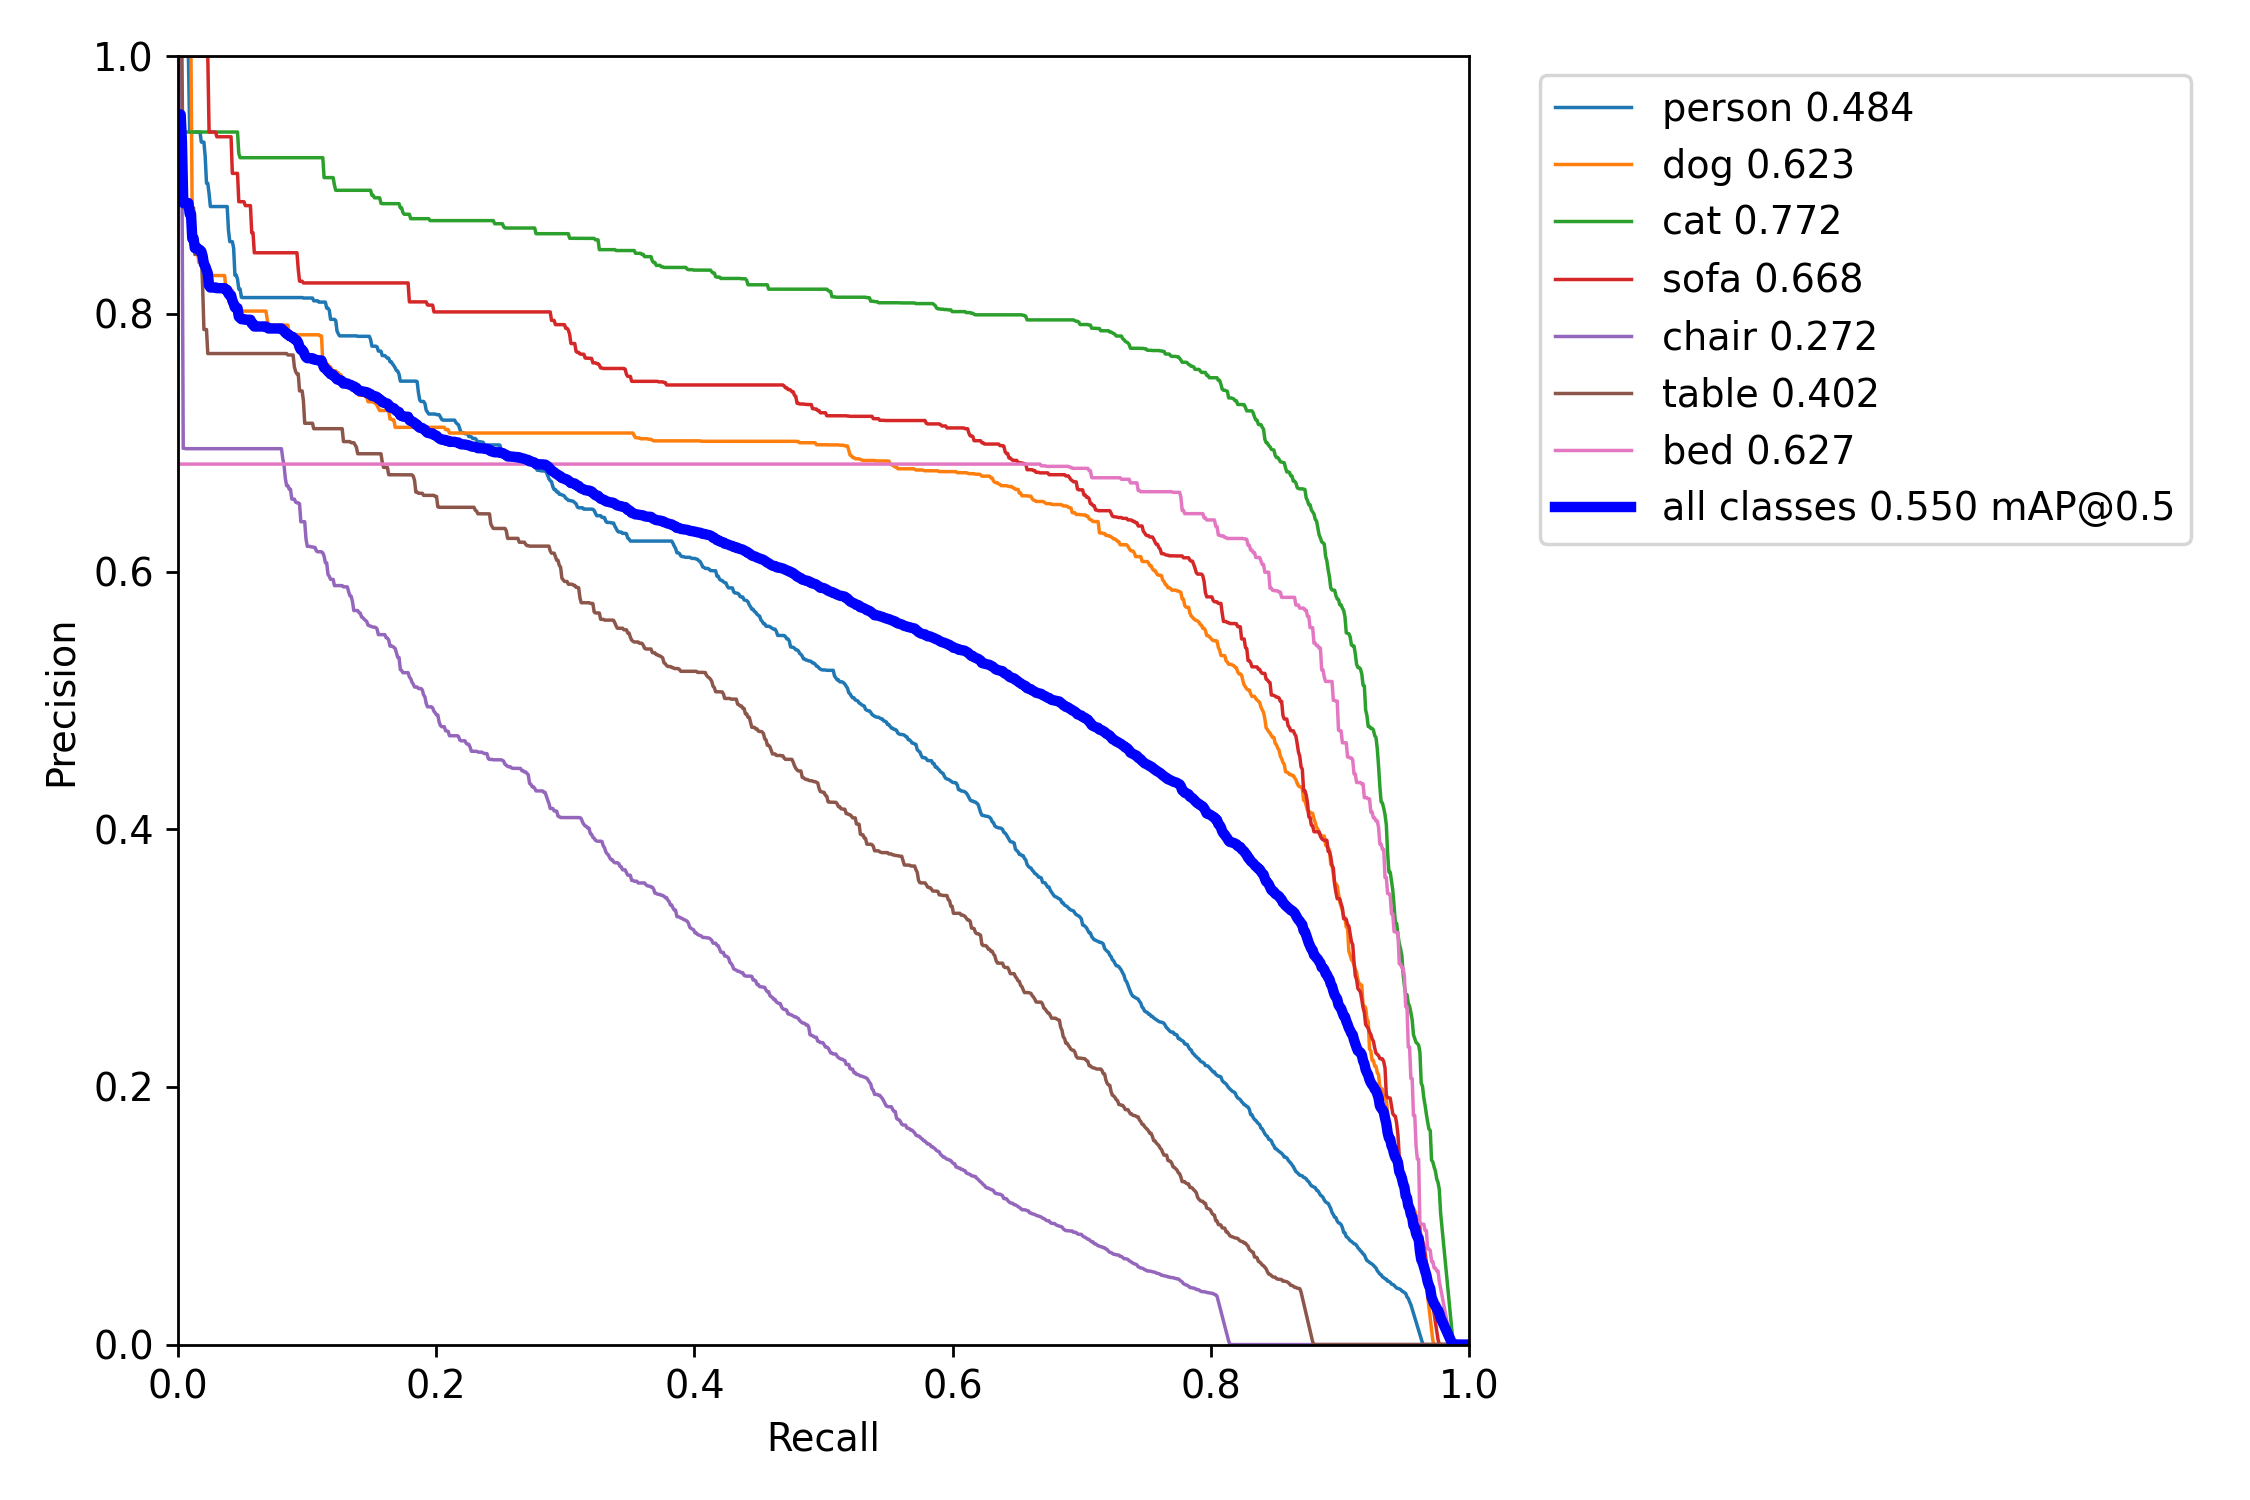 1.0
0.8
0.6
0.4
0.2
0.0
0.0 0.2 0.4 0.6 0.8 1.0
Precision
Recall
person 0.484
dog 0.623
cat 0.772
sofa 0.668
chair 0.272
table 0.402
bed 0.627
all classes 0.550 mAP@0.5